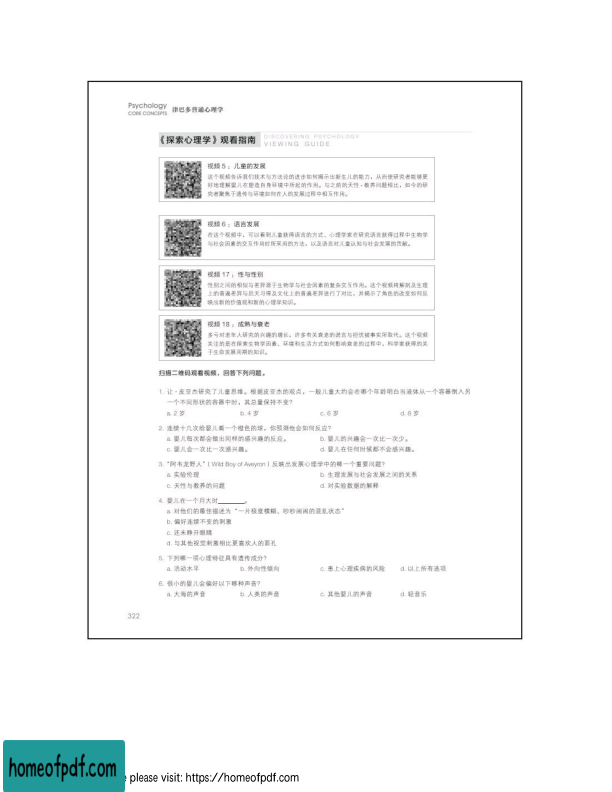 Psychology
CORE CONCEPTS 津巴多普通心理学
《探索心理学》观看指南 DISCOVERING PSYCHOLOGY
VIEWING GUIDE
视频 5：儿童的发展
这个视频告诉我们技术与方法论的进步如何揭示出新生儿的能力，从而使研究者能够更
好地理解婴儿在塑造自身环境中所起的作用。与之前的天性-教养问题相比，如今的研
究者聚焦于遗传与环境如何在人的发展过程中相互作用。
视频 6：语言发展
在这个视频中，可以看到儿童获得语言的方式、心理学家在研究语言获得过程中生物学
与社会因素的交互作用时所采用的方法，以及语言对儿童认知与社会发展的贡献。
视频 17：性与性别
性别之间的相似与差异源于生物学与社会因素的复杂交互作用。这个视频将解剖及生理
上的普遍差异与后天习得及文化上的普遍差异进行了对比，并揭示了角色的改变如何反
映出新的价值观和新的心理学知识。
视频 18：成熟与衰老
多亏对老年人研究的兴趣的增长，许多有关衰老的迷言与担忧被事实所取代。这个视频
关注的是在探索生物学因素、环境和生活方式如何影响衰老的过程中，科学家获得的关
于生命发展周期的知识。
扫描二维码观看视频，回答下列问题。
1. 让·皮亚杰研究了儿童思维。根据皮亚杰的观点，一般儿童大约会在哪个年龄明白当液体从一个容器倒入另
一个不同形状的容器中时，其总量保持不变？
a. 2 岁 b. 4 岁 c. 6 岁 d. 8 岁
2. 连续十几次给婴儿看一个橙色的球，你预测他会如何反应？
a. 婴儿每次都会做出同样的感兴趣的反应。 b. 婴儿的兴趣会一次比一次少。
c. 婴儿会一次比一次感兴趣。 d. 婴儿在任何时候都不会感兴趣。
3. “阿韦龙野人”（Wild Boy of Aveyron）反映出发展心理学中的哪一个重要问题？
a. 实验伦理 b. 生理发展与社会发展之间的关系
c. 天性与教养的问题 d. 对实验数据的解释
4. 婴儿在一个月大时________。
a. 对他们的最佳描述为“一片极度模糊、吵吵闹闹的混乱状态”
b. 偏好连续不变的刺激
c. 还未睁开眼睛
d. 与其他视觉刺激相比更喜欢人的面孔
5. 下列哪一项心理特征具有遗传成分？
a. 活动水平 b. 外向性倾向 c. 患上心理疾病的风险 d. 以上所有选项
6. 很小的婴儿会偏好以下哪种声音？
a. 大海的声音 b. 人类的声音 c. 其他婴儿的声音 d. 轻音乐
322
homeofpdf.com
please visit: https://homeofpdf.com